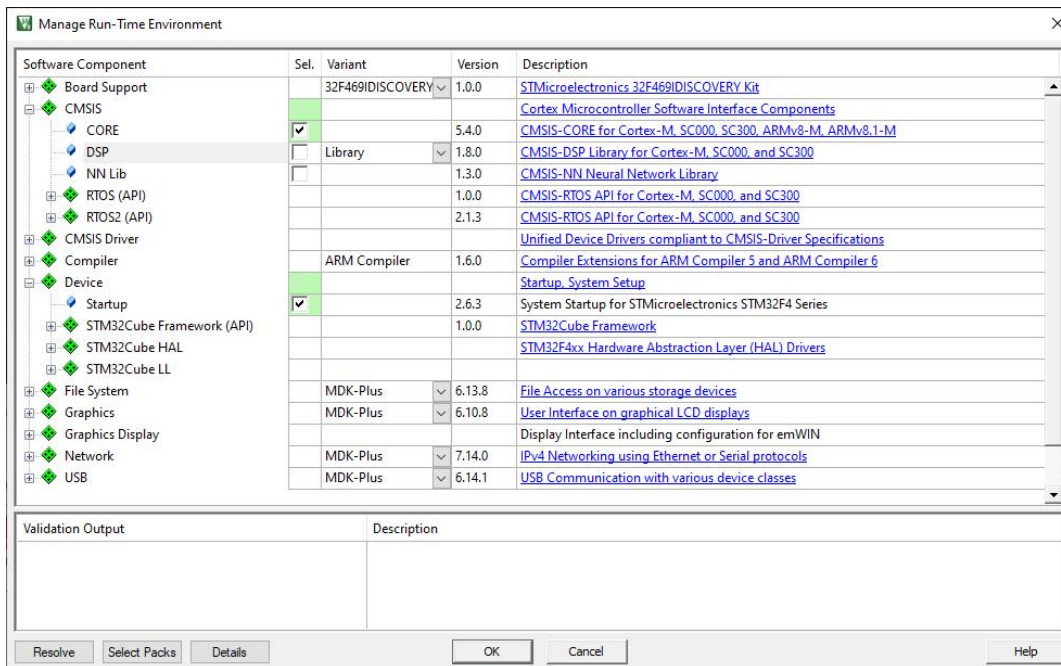 Manage Run-Time Environment
Software Component Sel. Variant Version Description
Board Support 32F469IDISCOVERY 1.0.0 STMicroelectronics 32F469IDISCOVERY Kit
CMSIS Cortex Microcontroller Software Interface Components
CORE 5.4.0 CMSIS-CORE for Cortex-M, SC000, SC300, ARMv8-M, ARMv8.1-M
DSP Library 1.8.0 CMSIS-DSP Library for Cortex-M, SC000, and SC300
NN Lib 1.3.0 CMSIS-NN Neural Network Library
RTOS (API) 1.0.0 CMSIS-RTOS API for Cortex-M, SC000, and SC300
RTOS2 (API) 2.1.3 CMSIS-RTOS API for Cortex-M, SC000, and SC300
CMSIS Driver Unified Device Drivers compliant to CMSIS-Driver Specifications
Compiler ARM Compiler 1.6.0 Compiler Extensions for ARM Compiler 5 and ARM Compiler 6
Device Startup, System Setup
Startup 2.6.3 System Startup for STMicroelectronics STM32F4 Series
STM32Cube Framework (API) 1.0.0 STM32Cube Framework
STM32Cube HAL STM32F4xx Hardware Abstraction Layer (HAL) Drivers
STM32Cube LL
File System MDK-Plus 6.13.8 File Access on various storage devices
Graphics MDK-Plus 6.10.8 User Interface on graphical LCD displays
Graphics Display Display Interface including configuration for emWIN
Network MDK-Plus 7.14.0 IPv4 Networking using Ethernet or Serial protocols
USB MDK-Plus 6.14.1 USB Communication with various device classes
Validation Output Description
Resolve Select Packs Details OK Cancel Help